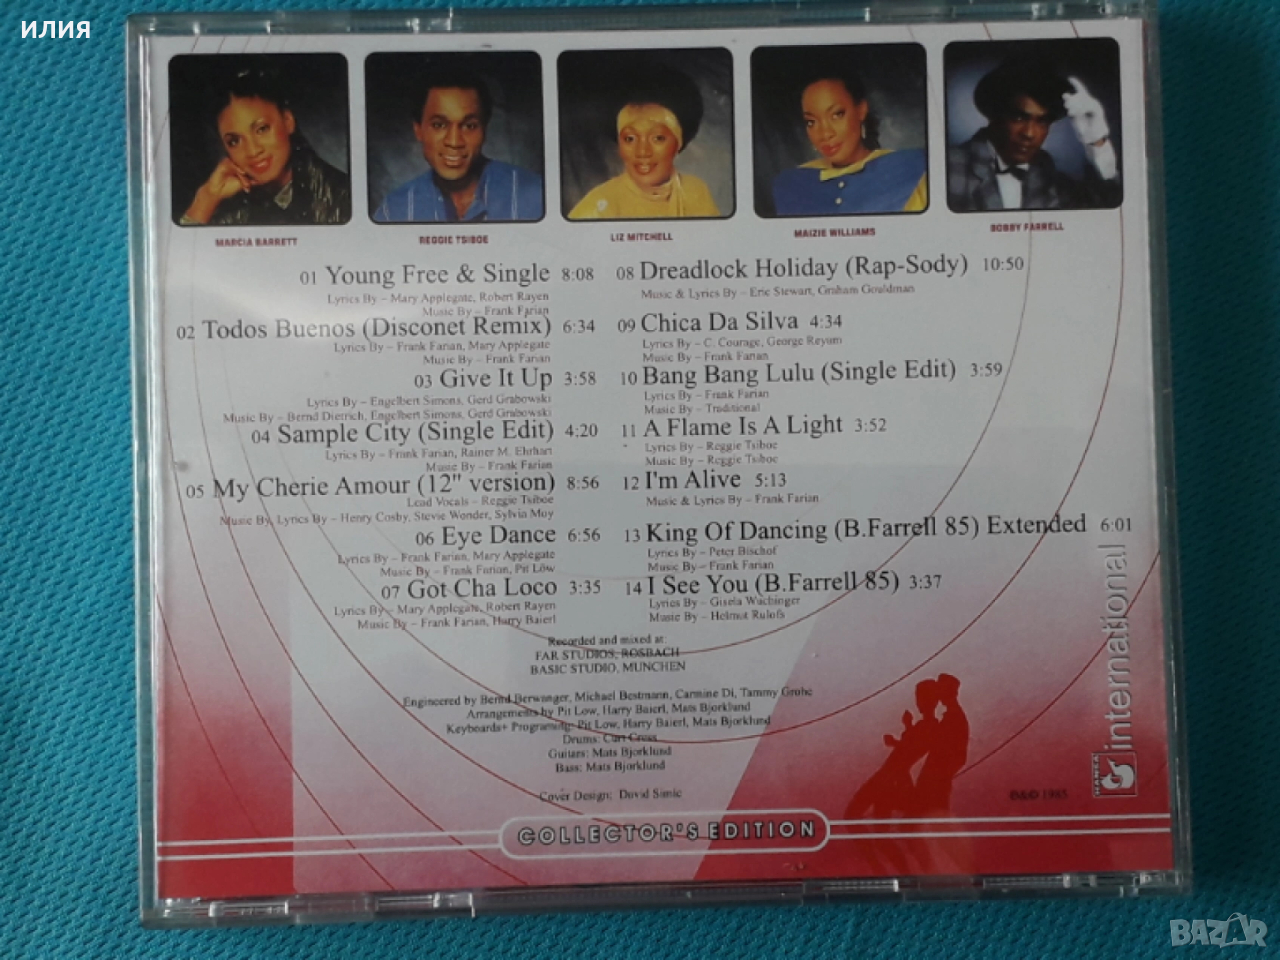 илия
MARCIA BARRETT
REGGIE TSIBOE
LIZ MITCHELL
MAIZIE WILLIAMS
BOBBY FARRELL
01 Young Free & Single 8:08
Lyrics By – Mary Applegate, Robert Rayen
Music By – Frank Farian
02 Todos Buenos (Disconet Remix) 6:34
Lyrics By – Frank Farian, Mary Applegate
Music By – Frank Farian
03 Give It Up 3:58
Lyrics By – Engelbert Simons, Gerd Grabowski
Music By – Bernd Dietrich, Engelbert Simons, Gerd Grabowski
04 Sample City (Single Edit) 4:20
Lyrics By – Frank Farian, Rainer M. Ehrhart
Music By – Frank Farian
05 My Cherie Amour (12" version) 8:56
Lead Vocals – Reggie Tsiboe
Music By, Lyrics By – Henry Cosby, Stevie Wonder, Sylvia Moy
06 Eye Dance 6:56
Lyrics By – Frank Farian, Mary Applegate
Music By – Frank Farian, Pit Löw
07 Got Cha Loco 3:35
Lyrics By – Mary Applegate, Robert Rayen
Music By – Frank Farian, Harry Baierl
08 Dreadlock Holiday (Rap-Sody) 10:50
Music & Lyrics By – Eric Stewart, Graham Gouldman
09 Chica Da Silva 4:34
Lyrics By – C. Courage, George Reyam
Music By – Frank Farian
10 Bang Bang Lulu (Single Edit) 3:59
Lyrics By – Frank Farian
Music By – Traditional
11 A Flame Is A Light 3:52
Lyrics By – Reggie Tsiboe
Music By – Reggie Tsiboe
12 I'm Alive 5:13
Music & Lyrics By – Frank Farian
13 King Of Dancing (B.Farrell 85) Extended 6:01
Lyrics By – Peter Bischof
Music By – Frank Farian
14 I See You (B.Farrell 85) 3:37
Lyrics By – Gisela Wuchinger
Music By – Helmut Rulofs
Recorded and mixed at:
FAR STUDIOS, ROSBACH
BASIC STUDIO, MUNCHEN
Engineered by Bernd Berwanger, Michael Bestmann, Carmine Di, Tammy Grohe
Arrangements by Pit Low, Harry Baierl, Mats Bjorklund
Keyboards+ Programing: Pit Low, Harry Baierl, Mats Bjorklund
Drums: Curt Cress
Guitars: Mats Bjorklund
Bass: Mats Bjorklund
Cover Design: David Simic
℗&© 1985
HANSA
international
COLLECTOR'S EDITION
BAZAR